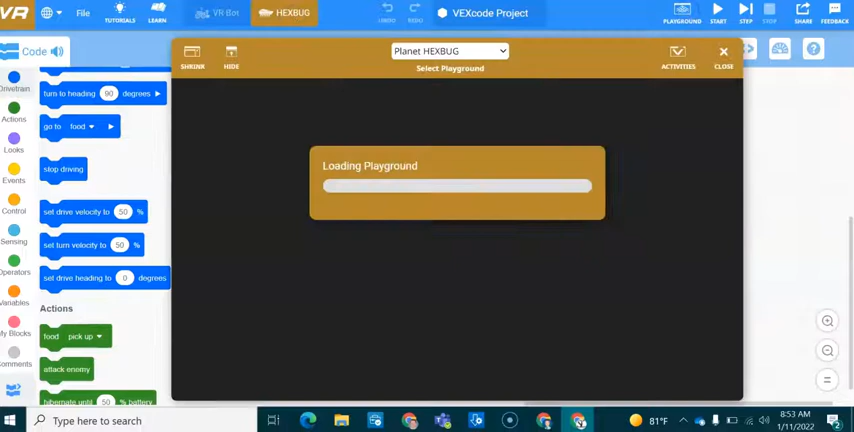 VR
File
TUTORIALS
LEARN
VR Bot
HEXBUG
UNDO
REDO
VEXcode Project
PLAYGROUND
START
STEP
STOP
SHARE
FEEDBACK
Code
SHRINK
HIDE
Planet HEXBUG
Select Playground
ACTIVITIES
CLOSE
Drivetrain
Actions
Looks
Events
Control
Sensing
Operators
Variables
My Blocks
Comments
turn to heading 90 degrees
go to food
stop driving
set drive velocity to 50 %
set turn velocity to 50 %
set drive heading to 0 degrees
Actions
food pick up
attack enemy
hibernate until 50 % battery
Loading Playground
Type here to search
81°F
8:53 AM
1/11/2022
2